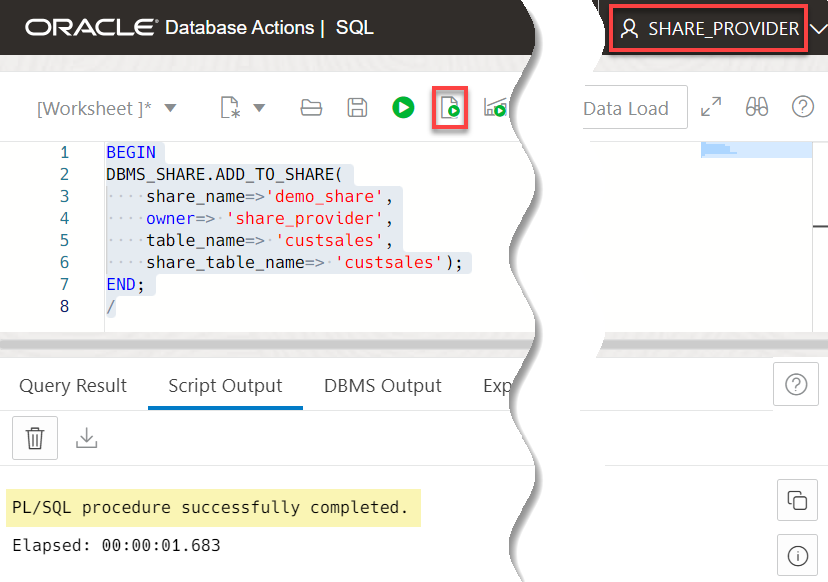 ORACLE® Database Actions | SQL
SHARE_PROVIDER
[Worksheet ]*
Data Load
1 BEGIN
2 DBMS_SHARE.ADD_TO_SHARE(
3 share_name=>'demo_share',
4 owner=> 'share_provider',
5 table_name=> 'custsales',
6 share_table_name=> 'custsales');
7 END;
8 /
Query Result
Script Output
DBMS Output
Exp
PL/SQL procedure successfully completed.
Elapsed: 00:00:01.683